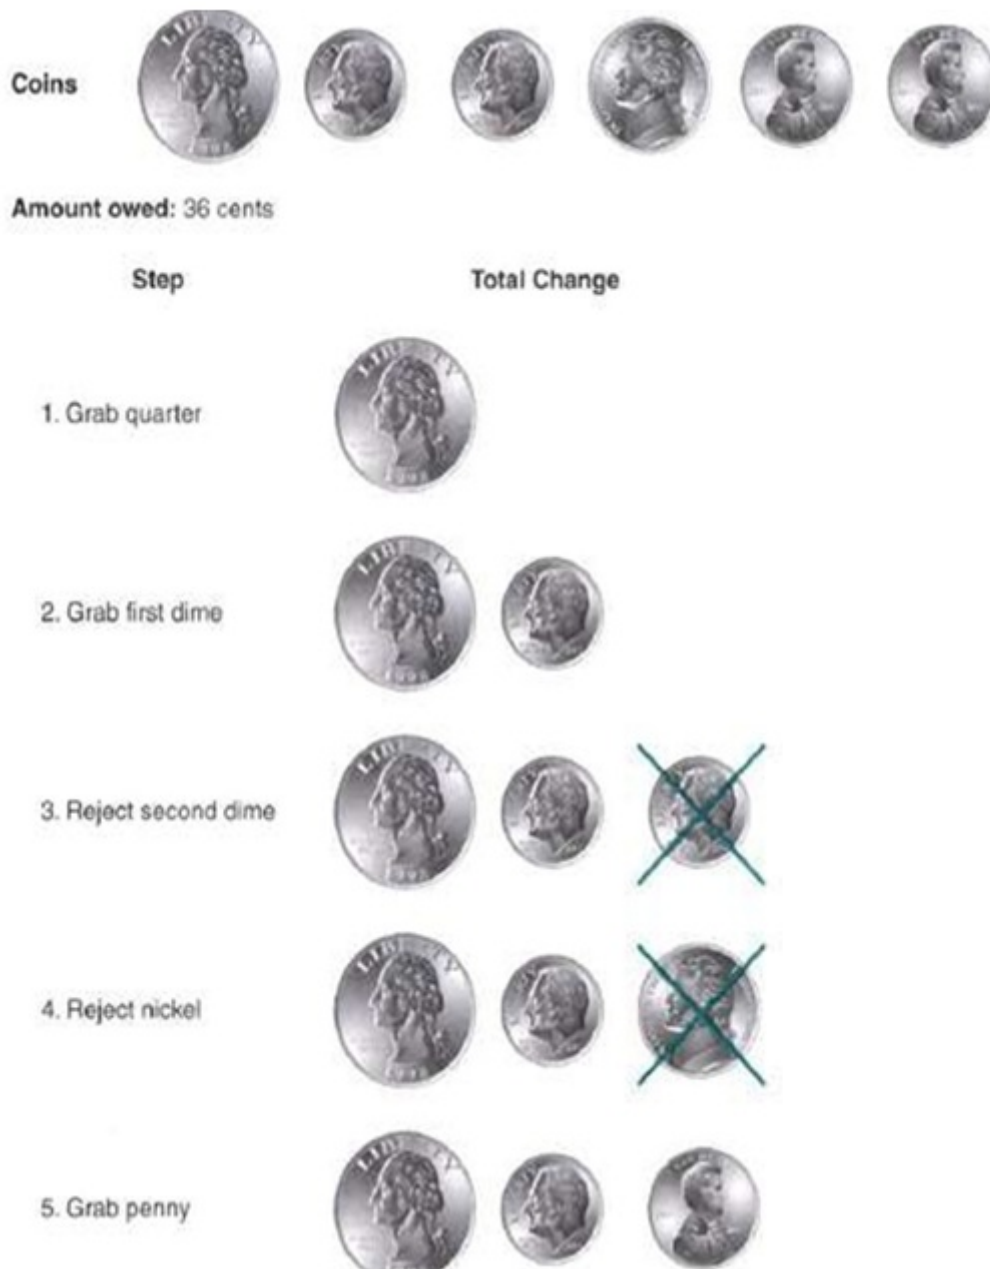 Coins
Amount owed: 36 cents
Step Total Change
1. Grab quarter
2. Grab first dime
3. Reject second dime
4. Reject nickel
5. Grab penny